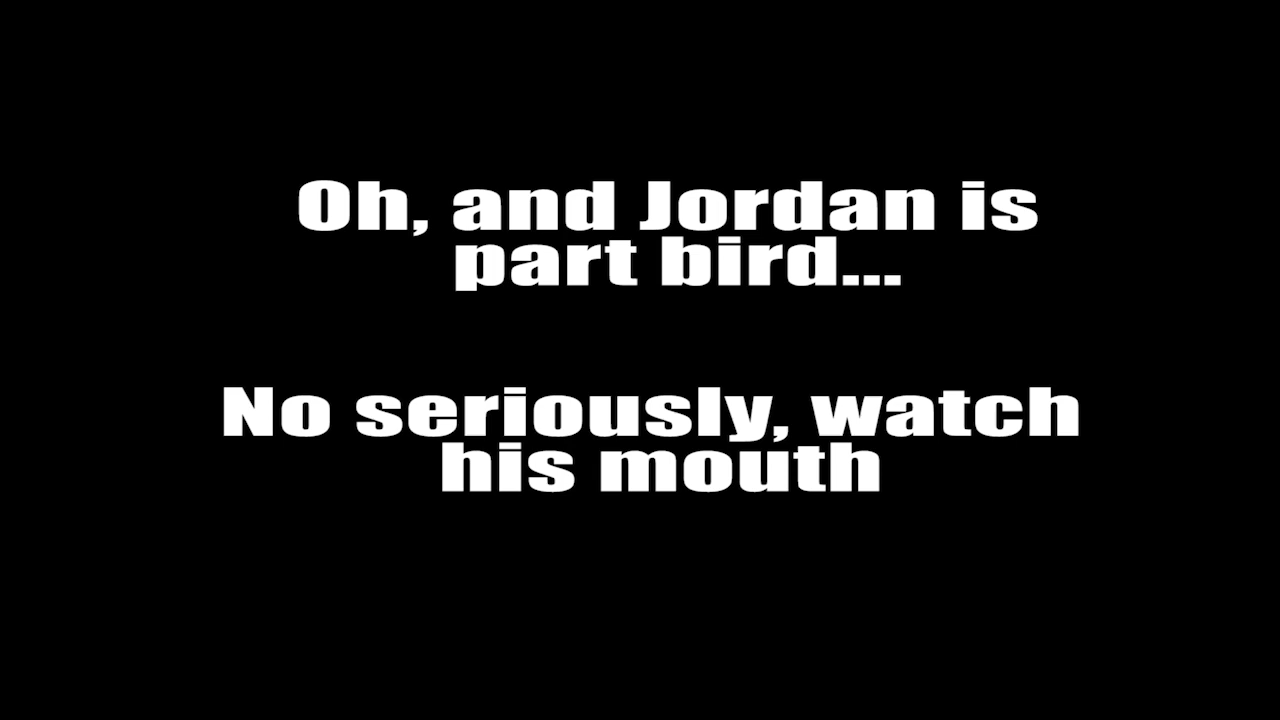 Oh, and Jordan is
part bird...
No seriously, watch
his mouth